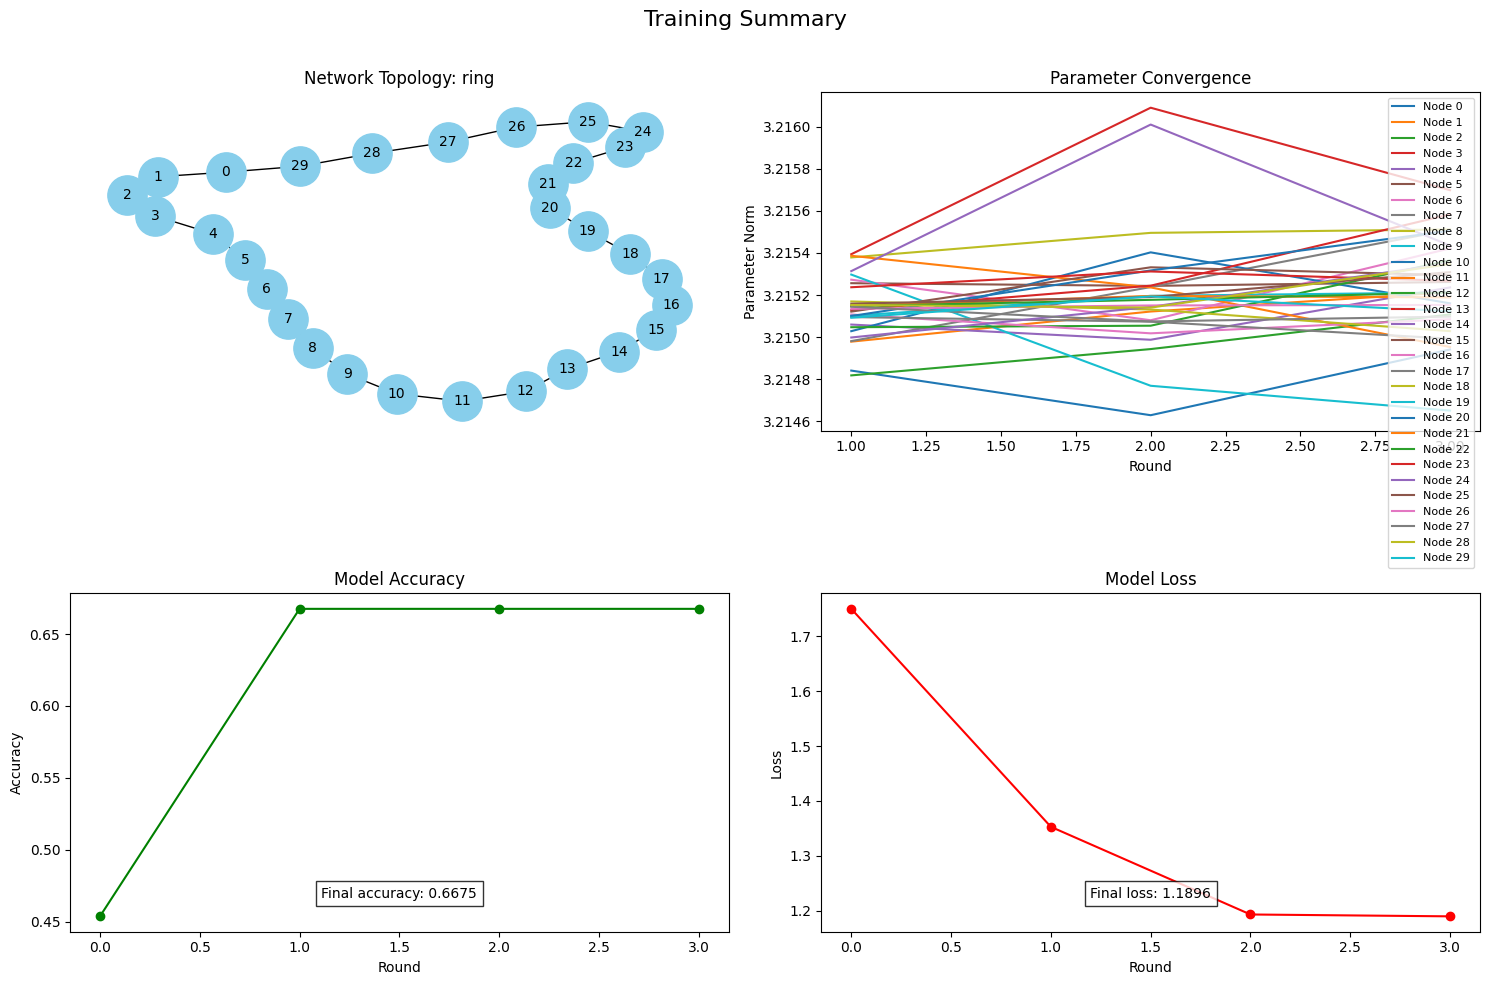 Training Summary
Network Topology: ring
0
1
2
3
4
5
6
7
8
9
10
11
12
13
14
15
16
17
18
19
20
21
22
23
24
25
26
27
28
29
Parameter Convergence
Parameter Norm
3.2160
3.2158
3.2156
3.2154
3.2152
3.2150
3.2148
3.2146
1.00 1.25 1.50 1.75 2.00 2.25 2.50 2.75 3.00
Round
Node 0
Node 1
Node 2
Node 3
Node 4
Node 5
Node 6
Node 7
Node 8
Node 9
Node 10
Node 11
Node 12
Node 13
Node 14
Node 15
Node 16
Node 17
Node 18
Node 19
Node 20
Node 21
Node 22
Node 23
Node 24
Node 25
Node 26
Node 27
Node 28
Node 29
Model Accuracy
Accuracy
0.65
0.60
0.55
0.50
0.45
Final accuracy: 0.6675
0.0 0.5 1.0 1.5 2.0 2.5 3.0
Round
Model Loss
Loss
1.7
1.6
1.5
1.4
1.3
1.2
Final loss: 1.1896
0.0 0.5 1.0 1.5 2.0 2.5 3.0
Round